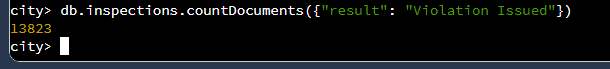 city> db.inspections.countDocuments({"result": "Violation Issued"})
13823
city>